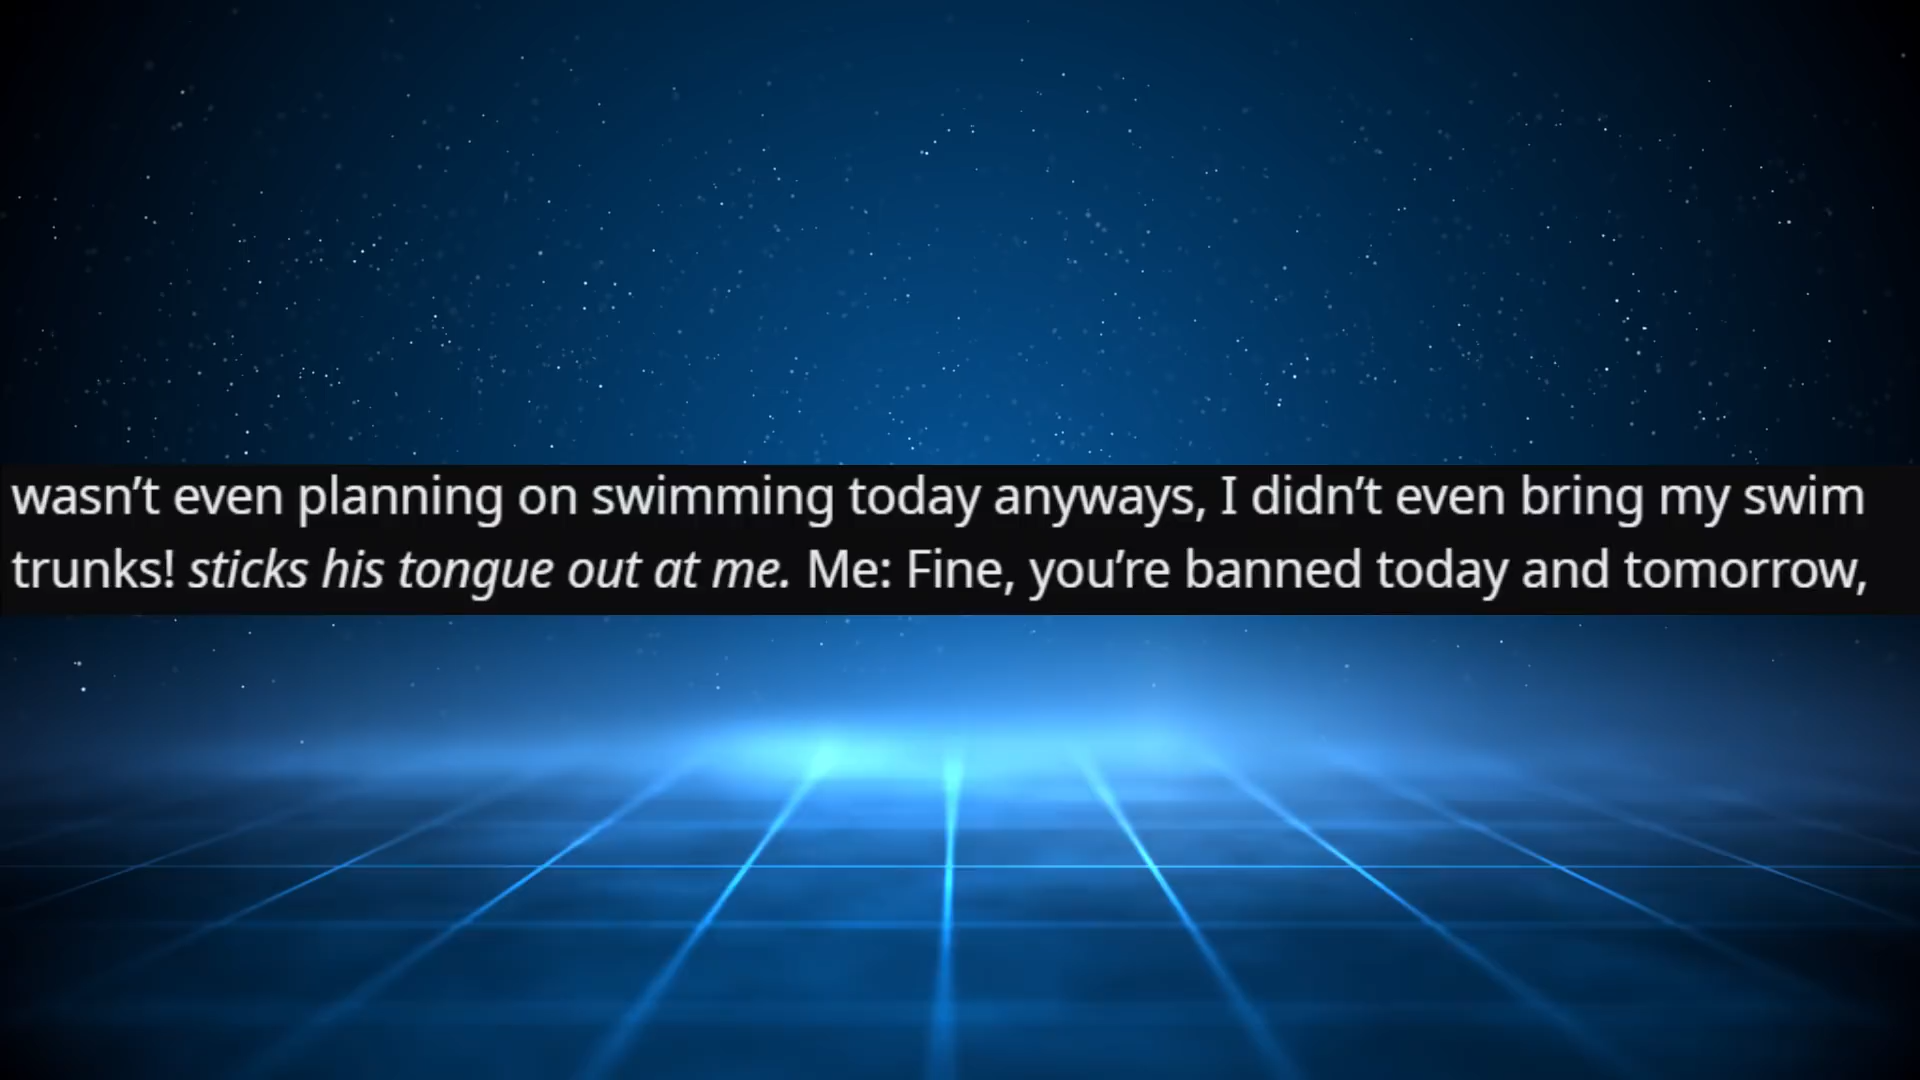 wasn’t even planning on swimming today anyways, I didn’t even bring my swim
trunks! sticks his tongue out at me. Me: Fine, you’re banned today and tomorrow,